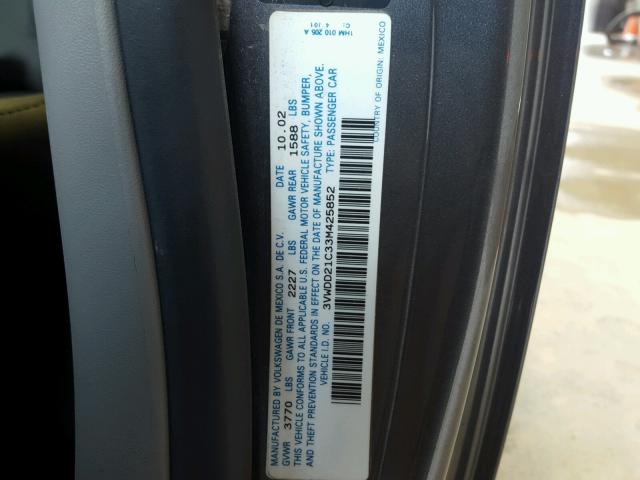 MANUFACTURED BY VOLKSWAGEN DE MEXICO S.A. DE C.V. DATE 10.02
GVWR 3770 LBS GAWR FRONT 2227 LBS GAWR REAR 1588 LBS
THIS VEHICLE CONFORMS TO ALL APPLICABLE U.S. FEDERAL MOTOR VEHICLE SAFETY, BUMPER,
THEFT PREVENTION STANDARDS IN EFFECT ON THE DATE OF MANUFACTURE SHOWN ABOVE.
VEHICLE I.D. NO. 3VWDD21C33M425852 TYPE: PASSENGER CAR
COUNTRY OF ORIGIN: MEXICO
1HM 010 206 A